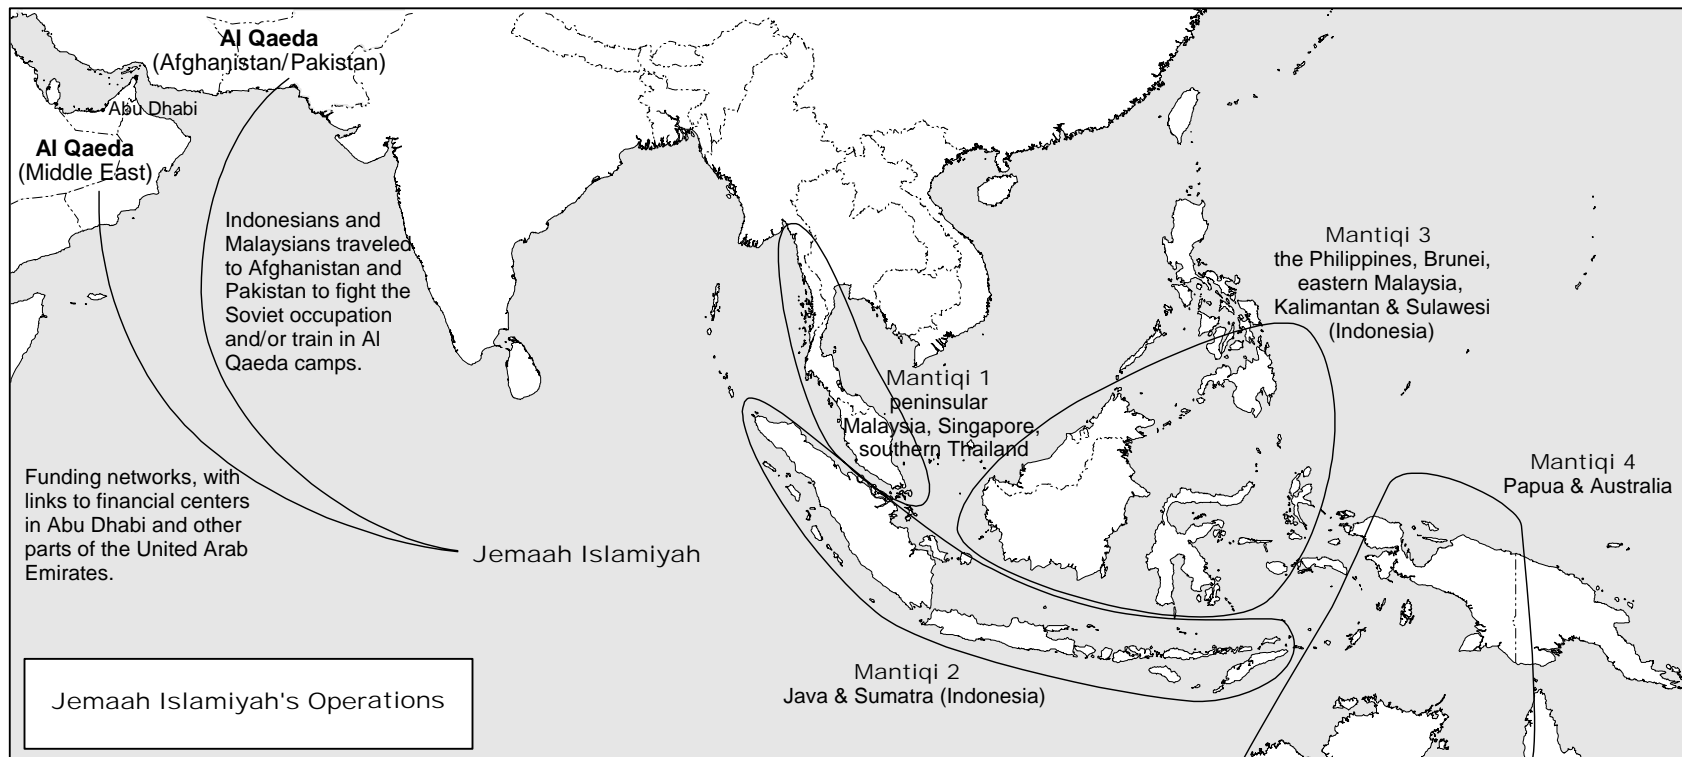 Al Qaeda
(Afghanistan/Pakistan)
Abu Dhabi
Al Qaeda
(Middle East)
Indonesians and
Malaysians traveled
to Afghanistan and
Pakistan to fight the
Soviet occupation
and/or train in Al
Qaeda camps.
Mantiqi 3
the Philippines, Brunei,
eastern Malaysia,
Kalimantan & Sulawesi
(Indonesia)
Mantiqi 1
peninsular
Malaysia, Singapore,
southern Thailand
Mantiqi 4
Papua & Australia
Funding networks, with
links to financial centers
in Abu Dhabi and other
parts of the United Arab
Emirates.
Jemaah Islamiyah
Mantiqi 2
Java & Sumatra (Indonesia)
Jemaah Islamiyah's Operations